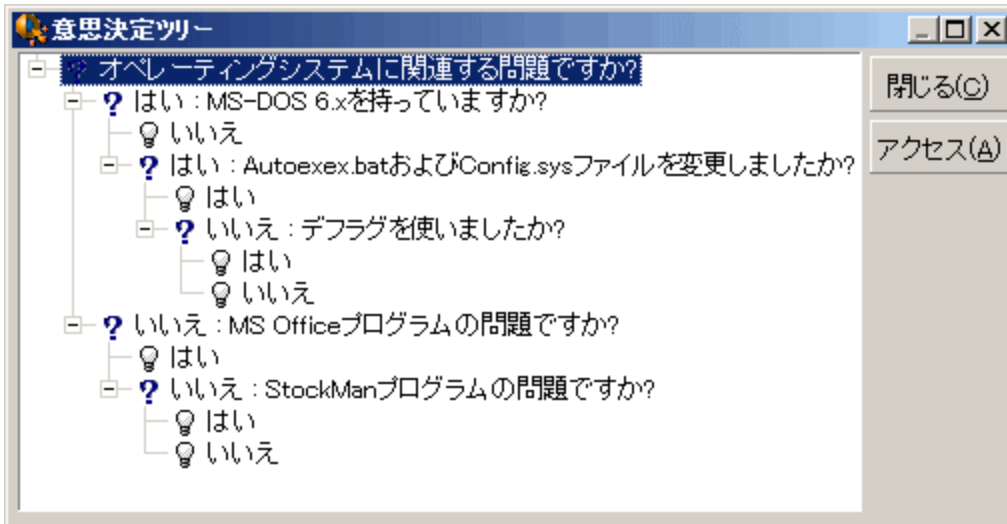 意思決定ツリー
オペレーティングシステムに関連する問題ですか?
はい : MS-DOS 6.xを持っていますか?
いいえ
はい : Autoexex.batおよびConfig.sysファイルを変更しましたか?
はい
いいえ : デフラグを使いましたか?
はい
いいえ
いいえ : MS Officeプログラムの問題ですか?
はい
いいえ : StockManプログラムの問題ですか?
はい
いいえ
閉じる(C)
アクセス(A)